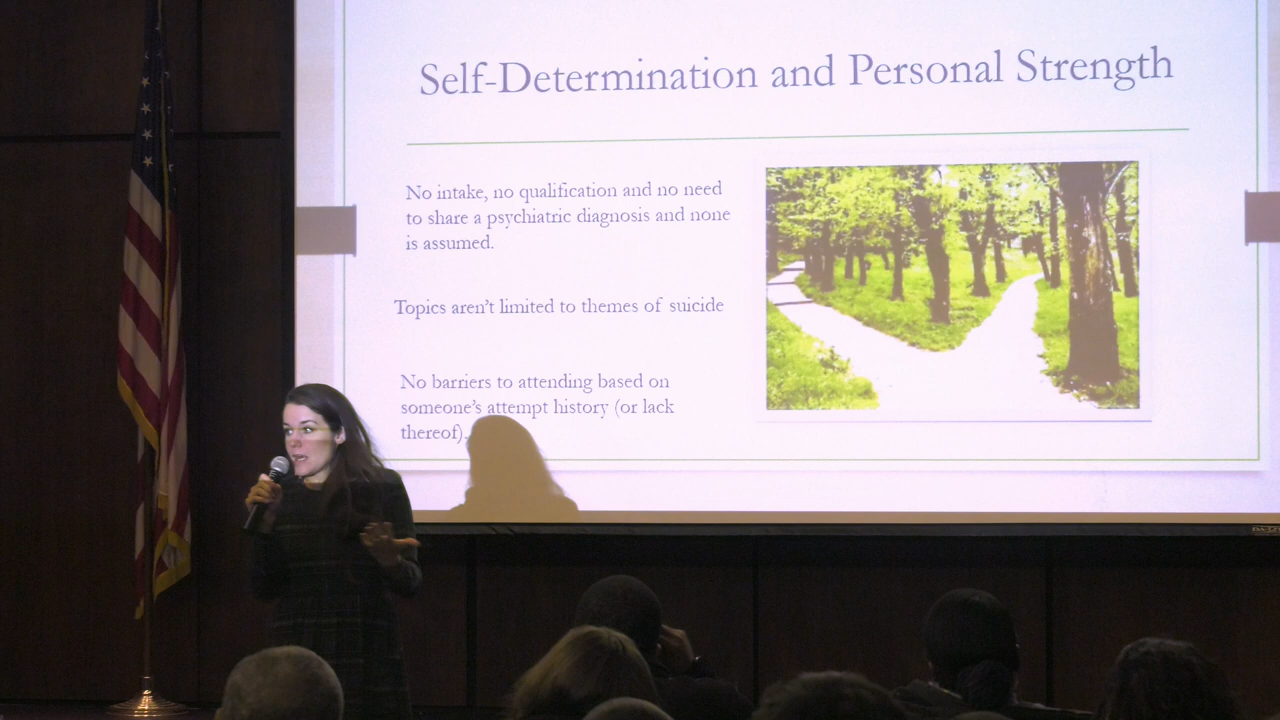 Self-Determination and Personal Strength
No intake, no qualification and no need
to share a psychiatric diagnosis and none
is assumed.
Topics aren't limited to themes of suicide
No barriers to attending based on
someone's attempt history (or lack
thereof).